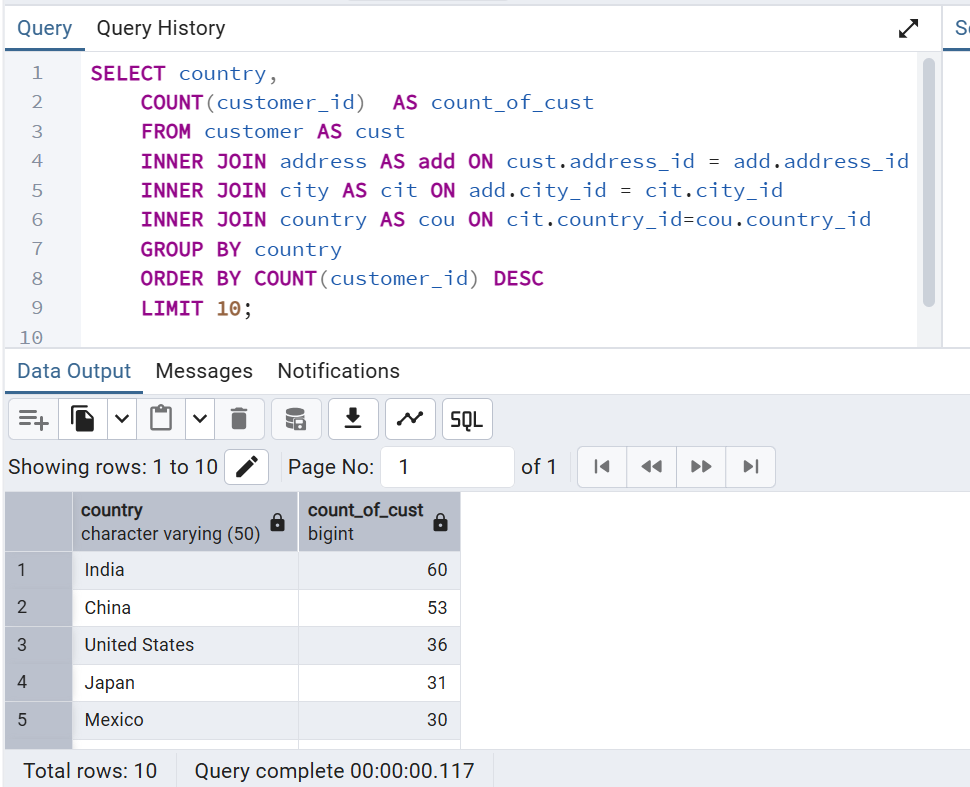 Query Query History
1 SELECT country,
2 COUNT(customer_id) AS count_of_cust
3 FROM customer AS cust
4 INNER JOIN address AS add ON cust.address_id = add.address_id
5 INNER JOIN city AS cit ON add.city_id = cit.city_id
6 INNER JOIN country AS cou ON cit.country_id=cou.country_id
7 GROUP BY country
8 ORDER BY COUNT(customer_id) DESC
9 LIMIT 10;
10
Data Output Messages Notifications
SQL
Showing rows: 1 to 10 Page No: 1 of 1
country count_of_cust
character varying (50) bigint
1 India 60
2 China 53
3 United States 36
4 Japan 31
5 Mexico 30
Total rows: 10 Query complete 00:00:00.117